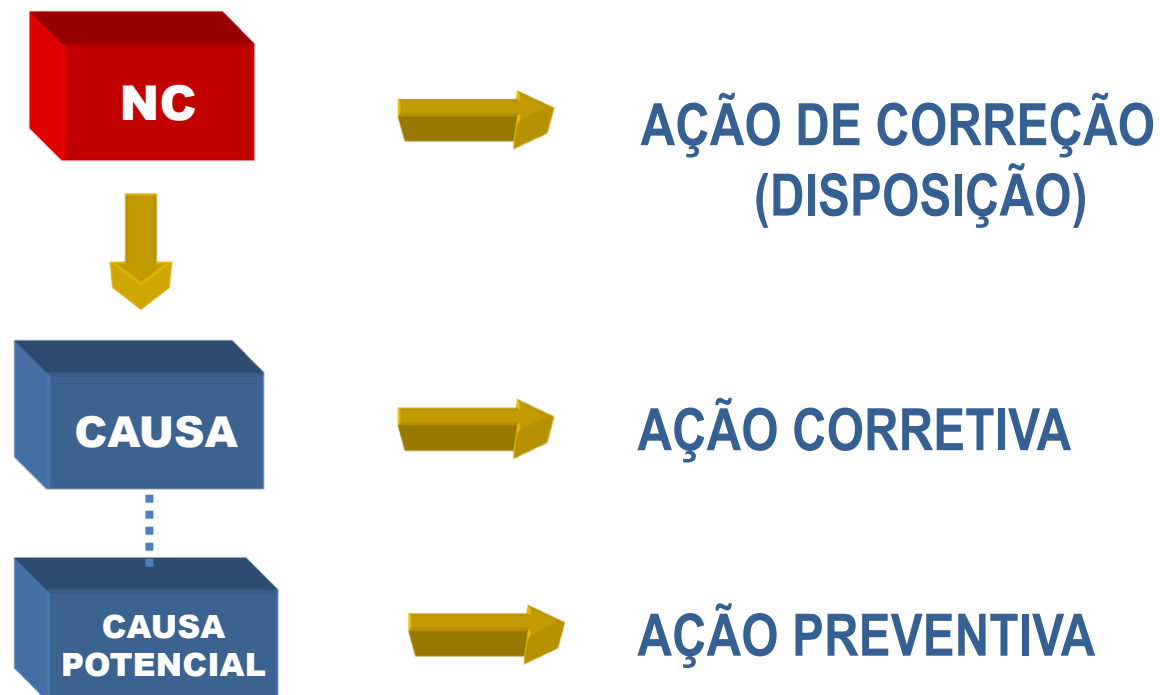 NC
AÇÃO DE CORREÇÃO
(DISPOSIÇÃO)
CAUSA
AÇÃO CORRETIVA
CAUSA
POTENCIAL
AÇÃO PREVENTIVA